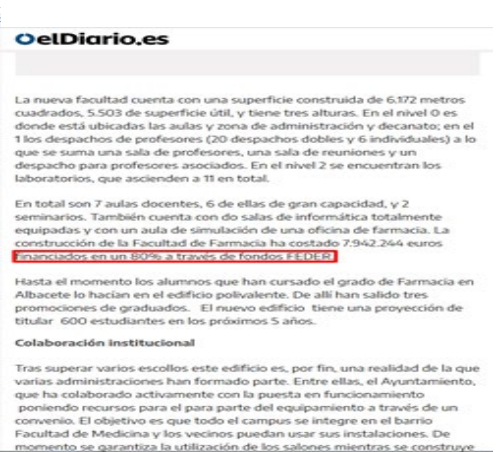 elDiario.es
La nueva facultad cuenta con una superficie construida de 6.172 metros
cuadrados, 5.503 de superficie útil, y tiene tres alturas. En el nivel 0 es
donde está ubicadas las aulas y zona de administración y decanato; en el
1 los despachos de profesores (20 despachos dobles y 6 individuales) a lo
que se suma una sala de profesores, una sala de reuniones y un
despacho para profesores asociados. En el nivel 2 se encuentran los
laboratorios, que ascienden a 11 en total.
En total son 7 aulas docentes, 6 de ellas de gran capacidad, y 2
seminarios. También cuenta con do salas de informática totalmente
equipadas y con un aula de simulación de una oficina de farmacia. La
construcción de la Facultad de Farmacia ha costado 7.942.244 euros
financiados en un 80% a través de fondos FEDER.
Hasta el momento los alumnos que han cursado el grado de Farmacia en
Albacete lo hacían en el edificio polivalente. De allí han salido tres
promociones de graduados. El nuevo edificio tiene una proyección de
titular 600 estudiantes en los próximos 5 años.
Colaboración institucional
Tras superar varios escollos este edificio es, por fin, una realidad de la que
varias administraciones han formado parte. Entre ellas, el Ayuntamiento,
que ha colaborado activamente con la puesta en funcionamiento
poniendo recursos para el para parte del equipamiento a través de un
convenio. El objetivo es que todo el campus se integre en el barrio
Facultad de Medicina y los vecinos puedan usar sus instalaciones. De
momento se garantiza la utilización de los salones mientras se construye